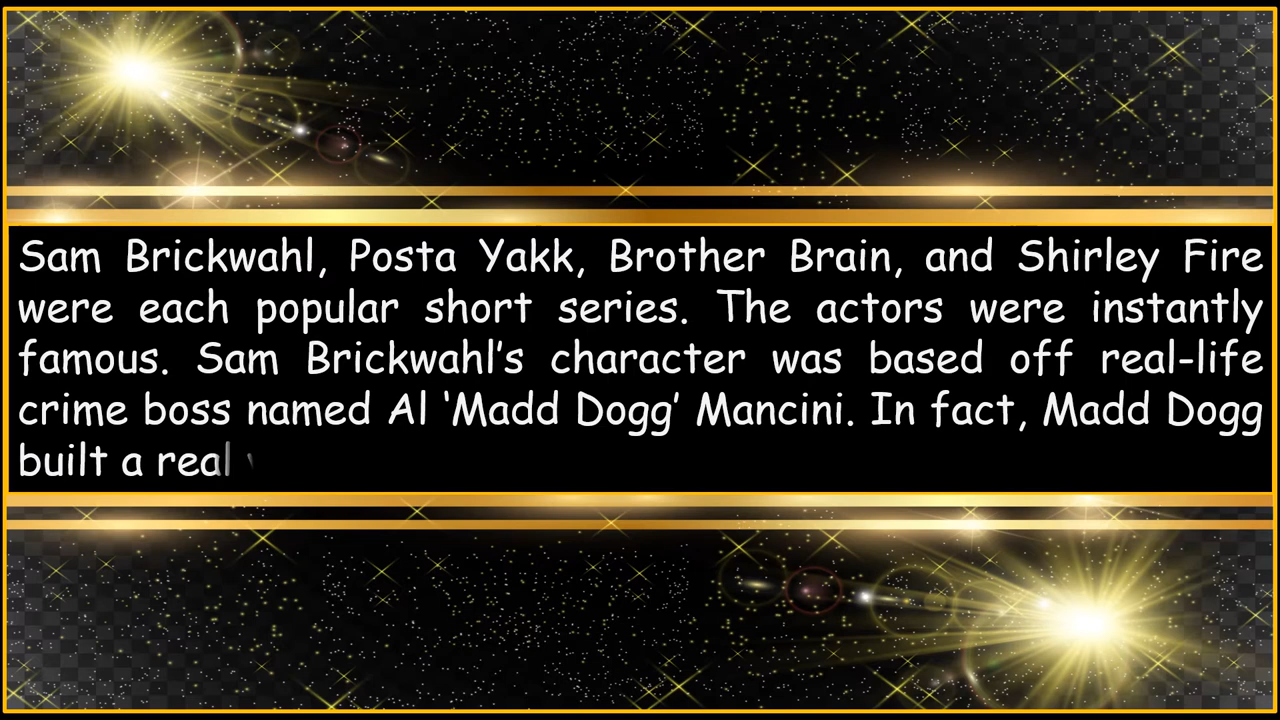 Sam Brickwahl, Posta Yakk, Brother Brain, and Shirley Fire
were each popular short series. The actors were instantly
famous. Sam Brickwahl’s character was based off real-life
crime boss named Al ‘Madd Dogg’ Mancini. In fact, Madd Dogg
built a real